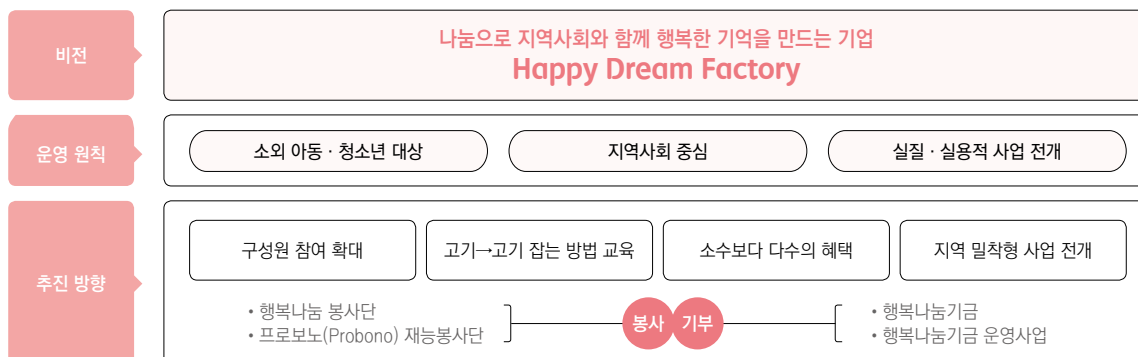 비전
나눔으로 지역사회와 함께 행복한 기억을 만드는 기업
Happy Dream Factory
운영 원칙
소외 아동 · 청소년 대상
지역사회 중심
실질 · 실용적 사업 전개
추진 방향
구성원 참여 확대
고기→고기 잡는 방법 교육
소수보다 다수의 혜택
지역 밀착형 사업 전개
• 행복나눔 봉사단
• 프로보노(Probono) 재능봉사단
봉사
기부
• 행복나눔기금
• 행복나눔기금 운영사업